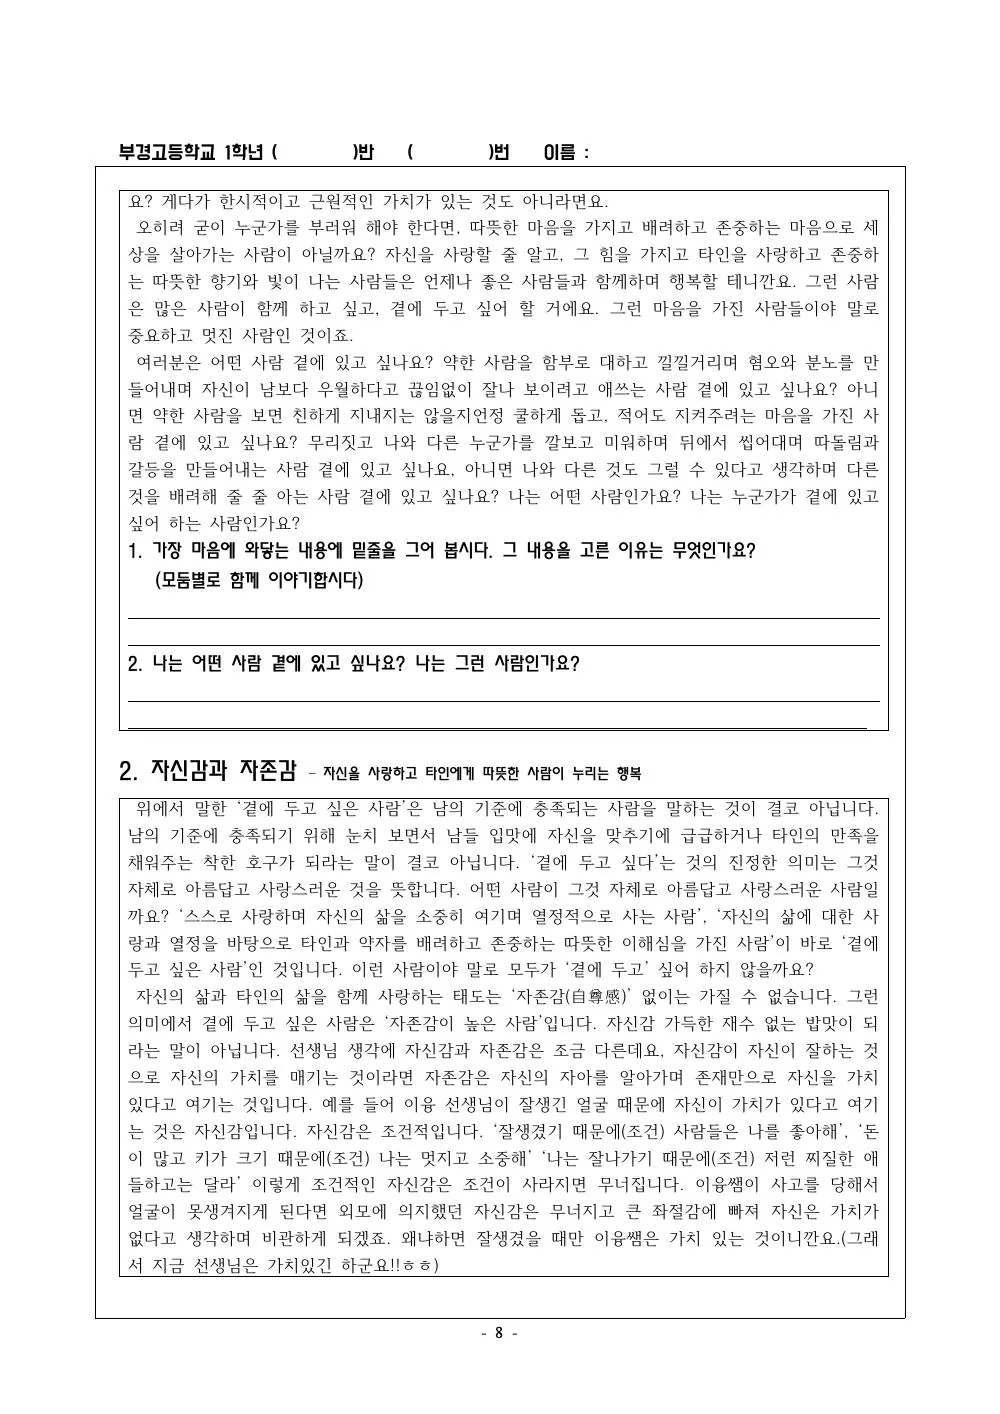 부경고등학교 1학년 (          )반    (          )번    이름 :
요? 게다가 한시적이고 근원적인 가치가 있는 것도 아니라면요.
오히려 굳이 누군가를 부러워 해야 한다면, 따뜻한 마음을 가지고 배려하고 존중하는 마음으로 세
상을 살아가는 사람이 아닐까요? 자신을 사랑할 줄 알고, 그 힘을 가지고 타인을 사랑하고 존중하
는 따뜻한 향기와 빛이 나는 사람들은 언제나 좋은 사람들과 함께하며 행복할 테니깐요. 그런 사람
은 많은 사람이 함께 하고 싶고, 곁에 두고 싶어 할 거에요. 그런 마음을 가진 사람들이야 말로
중요하고 멋진 사람인 것이죠.
여러분은 어떤 사람 곁에 있고 싶나요? 약한 사람을 함부로 대하고 낄낄거리며 혐오와 분노를 만
들어내며 자신이 남보다 우월하다고 끊임없이 잘나 보이려고 애쓰는 사람 곁에 있고 싶나요? 아니
면 약한 사람을 보면 친하게 지내지는 않을지언정 쿨하게 돕고, 적어도 지켜주려는 마음을 가진 사
람 곁에 있고 싶나요? 무리짓고 나와 다른 누군가를 깔보고 미워하며 뒤에서 씹어대며 따돌림과
갈등을 만들어내는 사람 곁에 있고 싶나요, 아니면 나와 다른 것도 그럴 수 있다고 생각하며 다른
것을 배려해 줄 줄 아는 사람 곁에 있고 싶나요? 나는 어떤 사람인가요? 나는 누군가가 곁에 있고
싶어 하는 사람인가요?
1. 가장 마음에 와닿는 내용에 밑줄을 그어 봅시다. 그 내용을 고른 이유는 무엇인가요?
(모둠별로 함께 이야기합시다)
2. 나는 어떤 사람 곁에 있고 싶나요? 나는 그런 사람인가요?
2. 자신감과 자존감 - 자신을 사랑하고 타인에게 따뜻한 사람이 누리는 행복
위에서 말한 ‘곁에 두고 싶은 사람’은 남의 기준에 충족되는 사람을 말하는 것이 결코 아닙니다.
남의 기준에 충족되기 위해 눈치 보면서 남들 입맛에 자신을 맞추기에 급급하거나 타인의 만족을
채워주는 착한 호구가 되라는 말이 결코 아닙니다. ‘곁에 두고 싶다’는 것의 진정한 의미는 그것
자체로 아름답고 사랑스러운 것을 뜻합니다. 어떤 사람이 그것 자체로 아름답고 사랑스러운 사람일
까요? ‘스스로 사랑하며 자신의 삶을 소중히 여기며 열정적으로 사는 사람’, ‘자신의 삶에 대한 사
랑과 열정을 바탕으로 타인과 약자를 배려하고 존중하는 따뜻한 이해심을 가진 사람’이 바로 ‘곁에
두고 싶은 사람’인 것입니다. 이런 사람이야 말로 모두가 ‘곁에 두고’ 싶어 하지 않을까요?
자신의 삶과 타인의 삶을 함께 사랑하는 태도는 ‘자존감(自尊感)’ 없이는 가질 수 없습니다. 그런
의미에서 곁에 두고 싶은 사람은 ‘자존감이 높은 사람’입니다. 자신감 가득한 재수 없는 밥맛이 되
라는 말이 아닙니다. 선생님 생각에 자신감과 자존감은 조금 다른데요, 자신감이 자신이 잘하는 것
으로 자신의 가치를 매기는 것이라면 자존감은 자신의 자아를 알아가며 존재만으로 자신을 가치
있다고 여기는 것입니다. 예를 들어 이융 선생님이 잘생긴 얼굴 때문에 자신이 가치가 있다고 여기
는 것은 자신감입니다. 자신감은 조건적입니다. ‘잘생겼기 때문에(조건) 사람들은 나를 좋아해’, ‘돈
이 많고 키가 크기 때문에(조건) 나는 멋지고 소중해’ ‘나는 잘나가기 때문에(조건) 저런 찌질한 애
들하고는 달라’ 이렇게 조건적인 자신감은 조건이 사라지면 무너집니다. 이융쌤이 사고를 당해서
얼굴이 못생겨지게 된다면 외모에 의지했던 자신감은 무너지고 큰 좌절감에 빠져 자신은 가치가
없다고 생각하며 비관하게 되겠죠. 왜냐하면 잘생겼을 때만 이융쌤은 가치 있는 것이니깐요.(그래
서 지금 선생님은 가치있긴 하군요!!ㅎㅎ)
- 8 -